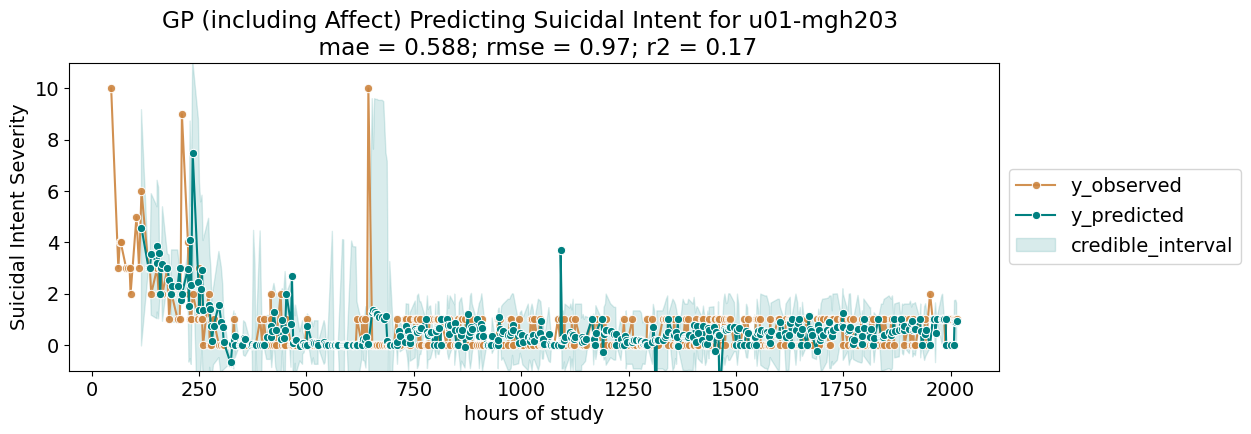 GP (including Affect) Predicting Suicidal Intent for u01-mgh203
mae = 0.588; rmse = 0.97; r2 = 0.17
Suicidal Intent Severity
10
8
6
4
2
0
0 250 500 750 1000 1250 1500 1750 2000
hours of study
y_observed
y_predicted
credible_interval